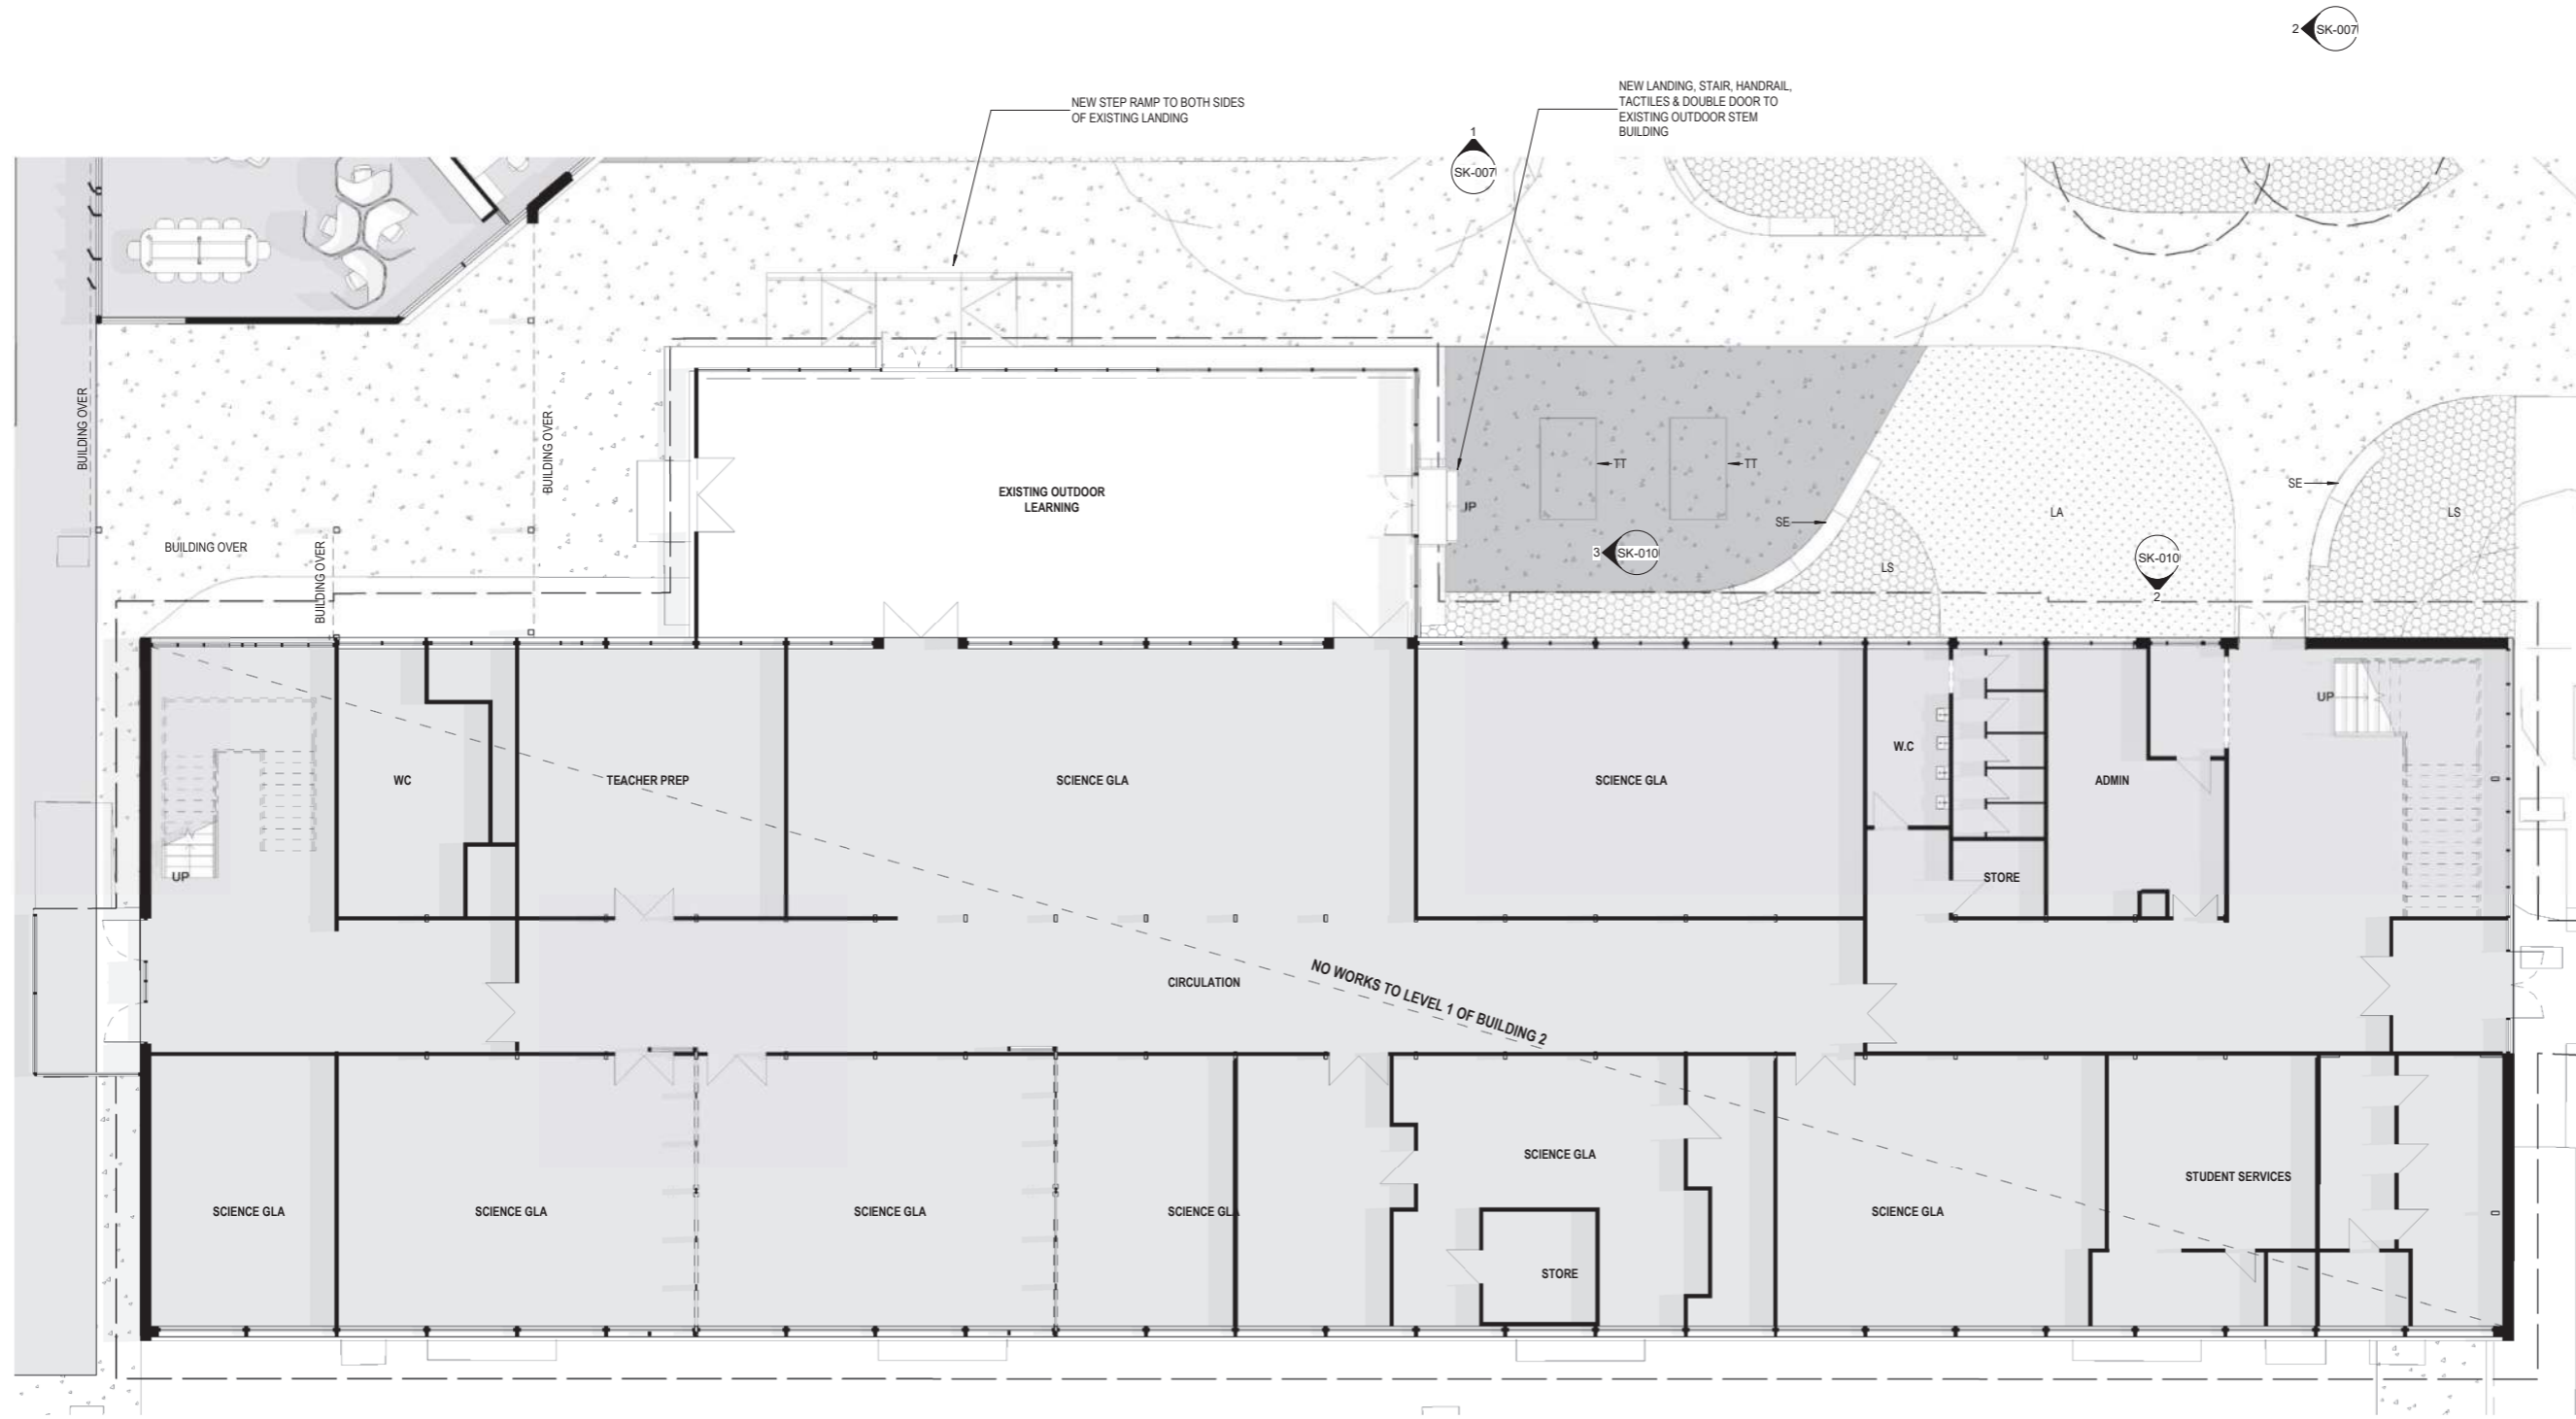 2 SK-007
NEW LANDING, STAIR, HANDRAIL,
TACTILES & DOUBLE DOOR TO
EXISTING OUTDOOR STEM
BUILDING
NEW STEP RAMP TO BOTH SIDES
OF EXISTING LANDING
1
SK-007
BUILDING OVER
BUILDING OVER
BUILDING OVER
BUILDING OVER
EXISTING OUTDOOR
LEARNING
TT
TT
SE
3 SK-010
LS
LA
SK-010
2
SE
LS
UP
WC
TEACHER PREP
SCIENCE GLA
SCIENCE GLA
W.C
ADMIN
UP
STORE
CIRCULATION
NO WORKS TO LEVEL 1 OF BUILDING 2
SCIENCE GLA
SCIENCE GLA
SCIENCE GLA
SCIENCE GLA
SCIENCE GLA
STORE
SCIENCE GLA
STUDENT SERVICES